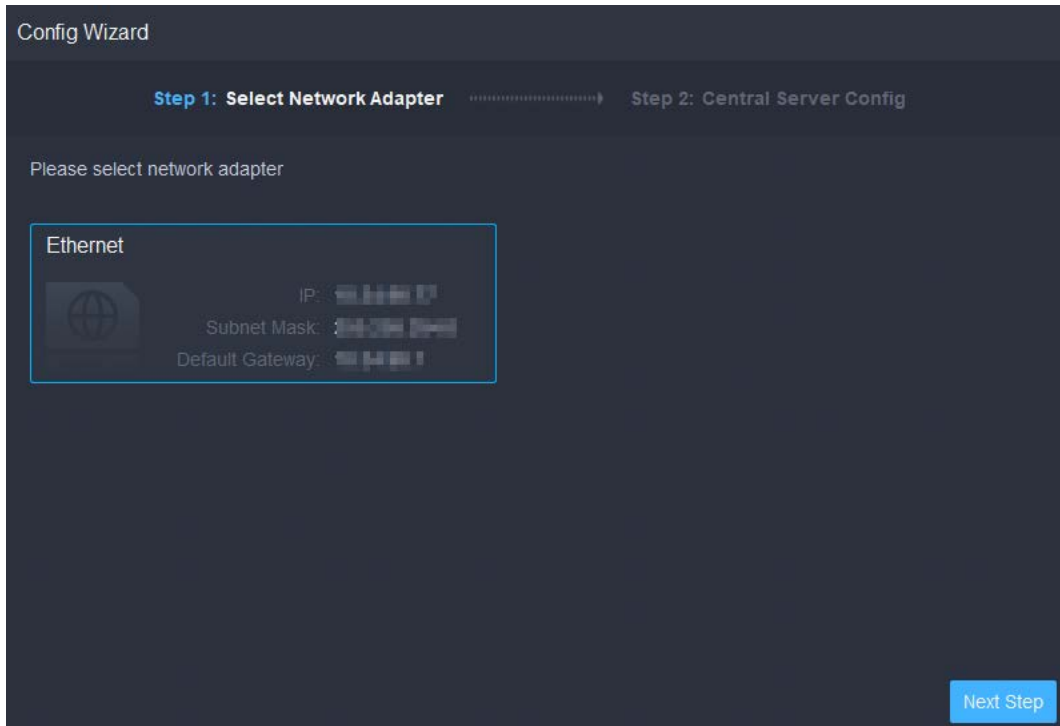 Config Wizard
Step 1: Select Network Adapter Step 2: Central Server Config
Please select network adapter
Ethernet
IP:
Subnet Mask:
Default Gateway:
Next Step